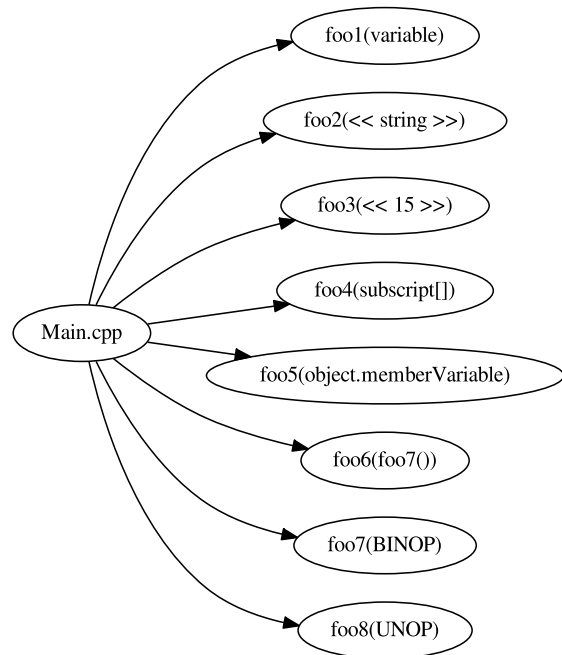 foo1(variable)
foo2(<< string >>)
foo3(<< 15 >>)
foo4(subscript[])
Main.cpp
foo5(object.memberVariable)
foo6(foo7())
foo7(BINOP)
foo8(UNOP)